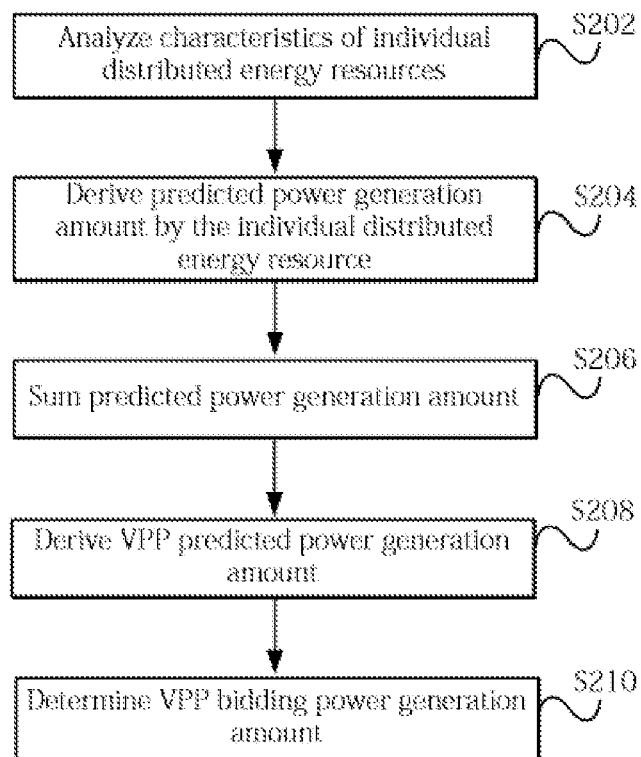 Analyze characteristics of individual
distributed energy resources
S202
Derive predicted power generation
amount by the individual distributed
energy resource
S204
Sum predicted power generation amount
S206
Derive VPP predicted power generation
amount
S208
Determine VPP bidding power generation
amount
S210